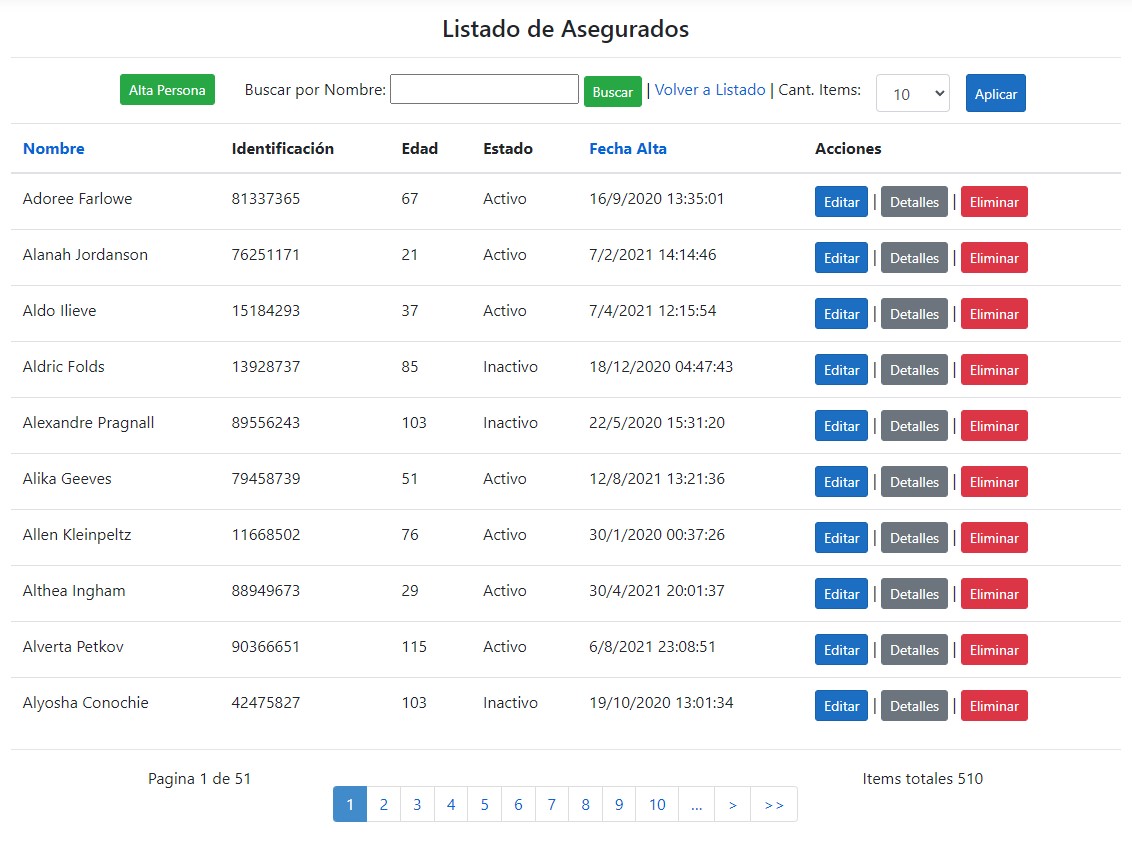 Listado de Asegurados
Alta Persona Buscar por Nombre: Buscar | Volver a Listado | Cant. Items: 10 Aplicar
Nombre Identificación Edad Estado Fecha Alta Acciones
Adoree Farlowe 81337365 67 Activo 16/9/2020 13:35:01 Editar | Detalles | Eliminar
Alanah Jordanson 76251171 21 Activo 7/2/2021 14:14:46 Editar | Detalles | Eliminar
Aldo Ilieve 15184293 37 Activo 7/4/2021 12:15:54 Editar | Detalles | Eliminar
Aldric Folds 13928737 85 Inactivo 18/12/2020 04:47:43 Editar | Detalles | Eliminar
Alexandre Pragnall 89556243 103 Inactivo 22/5/2020 15:31:20 Editar | Detalles | Eliminar
Alika Geeves 79458739 51 Activo 12/8/2021 13:21:36 Editar | Detalles | Eliminar
Allen Kleinpeltz 11668502 76 Activo 30/1/2020 00:37:26 Editar | Detalles | Eliminar
Althea Ingham 88949673 29 Activo 30/4/2021 20:01:37 Editar | Detalles | Eliminar
Alverta Petkov 90366651 115 Activo 6/8/2021 23:08:51 Editar | Detalles | Eliminar
Alyosha Conochie 42475827 103 Inactivo 19/10/2020 13:01:34 Editar | Detalles | Eliminar
Pagina 1 de 51 Items totales 510
1 2 3 4 5 6 7 8 9 10 ... > >>